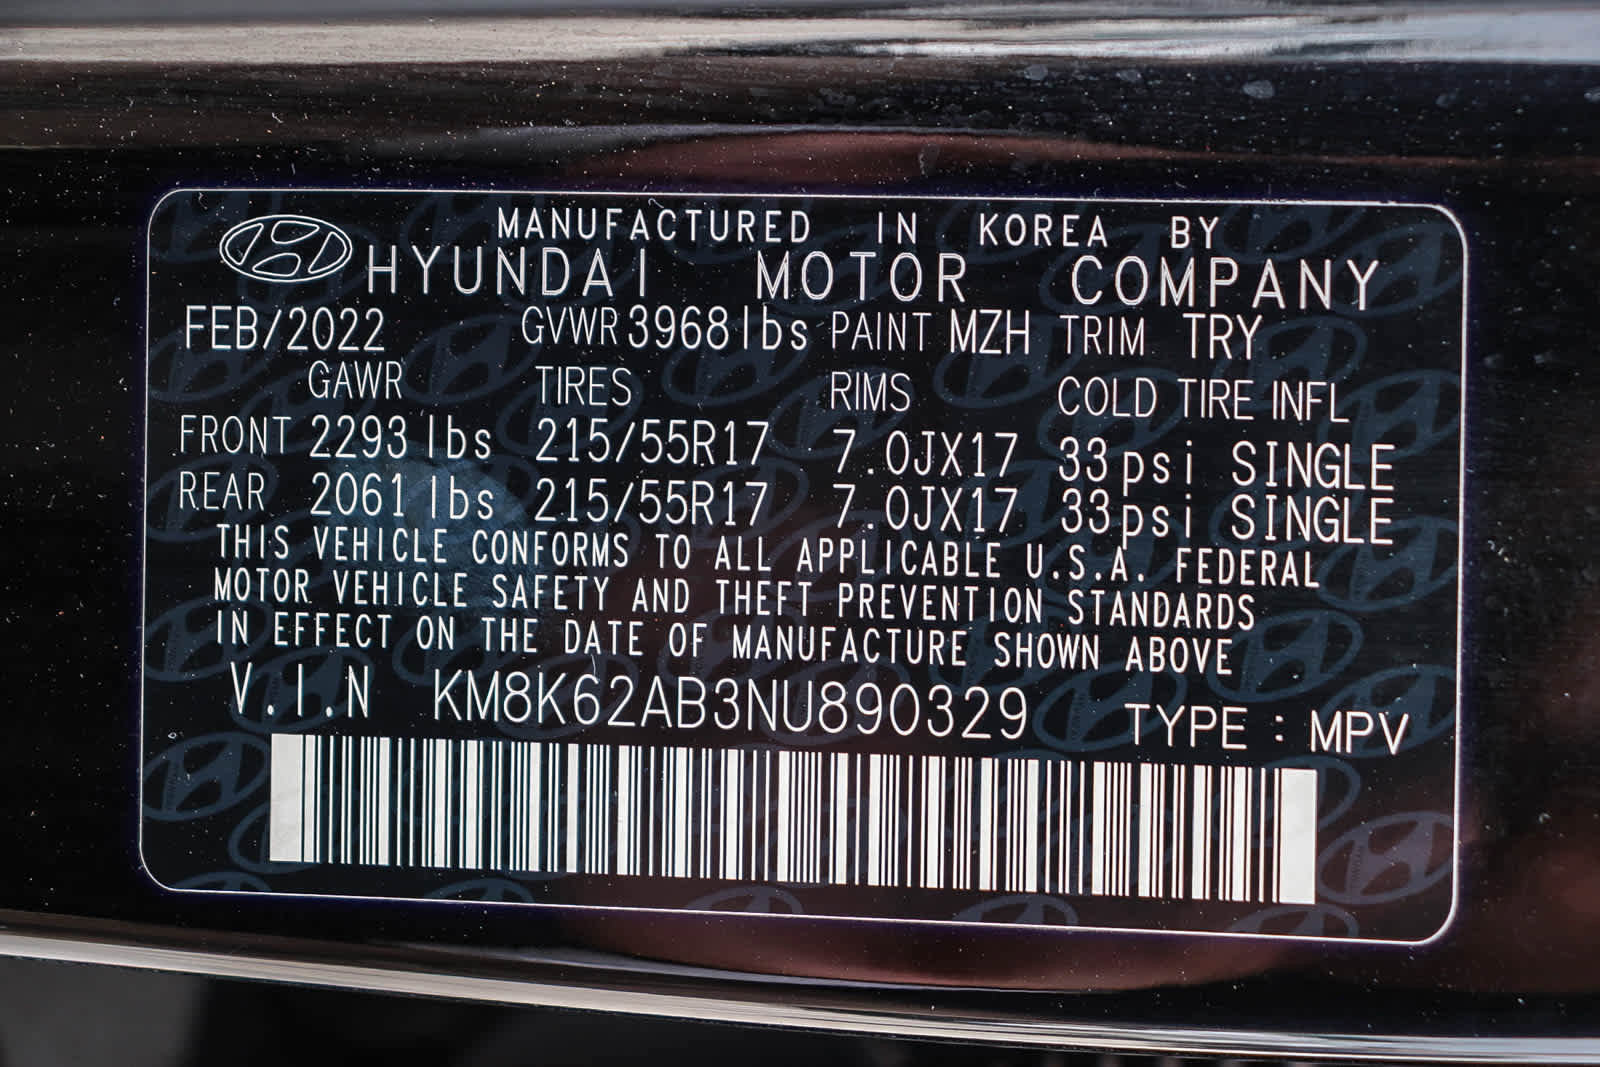 MANUFACTURED IN KOREA BY
HYUNDAI MOTOR COMPANY
FEB/2022 GVWR 3968 lbs PAINT MZH TRIM TRY
GAWR TIRES RIMS COLD TIRE INFL
FRONT 2293 lbs 215/55R17 7.0JX17 33psi SINGLE
REAR 2061 lbs 215/55R17 7.0JX17 33psi SINGLE
THIS VEHICLE CONFORMS TO ALL APPLICABLE U.S.A. FEDERAL
MOTOR VEHICLE SAFETY AND THEFT PREVENTION STANDARDS
IN EFFECT ON THE DATE OF MANUFACTURE SHOWN ABOVE
V.I.N KM8K62AB3NU890329 TYPE : MPV